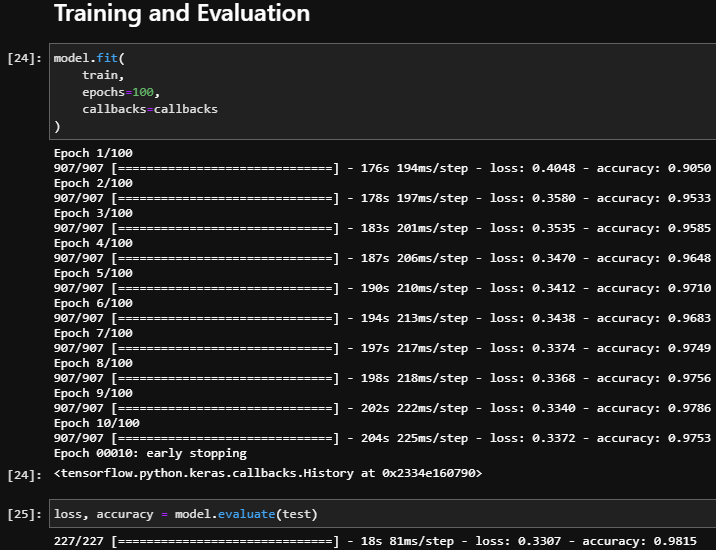 Training and Evaluation
[24]: model.fit(
train,
epochs=100,
callbacks=callbacks
)
Epoch 1/100
907/907 [==============================] - 176s 194ms/step - loss: 0.4048 - accuracy: 0.9050
Epoch 2/100
907/907 [==============================] - 178s 197ms/step - loss: 0.3580 - accuracy: 0.9533
Epoch 3/100
907/907 [==============================] - 183s 201ms/step - loss: 0.3535 - accuracy: 0.9585
Epoch 4/100
907/907 [==============================] - 187s 206ms/step - loss: 0.3470 - accuracy: 0.9648
Epoch 5/100
907/907 [==============================] - 190s 210ms/step - loss: 0.3412 - accuracy: 0.9710
Epoch 6/100
907/907 [==============================] - 194s 213ms/step - loss: 0.3438 - accuracy: 0.9683
Epoch 7/100
907/907 [==============================] - 197s 217ms/step - loss: 0.3374 - accuracy: 0.9749
Epoch 8/100
907/907 [==============================] - 198s 218ms/step - loss: 0.3368 - accuracy: 0.9756
Epoch 9/100
907/907 [==============================] - 202s 222ms/step - loss: 0.3340 - accuracy: 0.9786
Epoch 10/100
907/907 [==============================] - 204s 225ms/step - loss: 0.3372 - accuracy: 0.9753
Epoch 00010: early stopping
[24]: <tensorflow.python.keras.callbacks.History at 0x2334e160790>
[25]: loss, accuracy = model.evaluate(test)
227/227 [==============================] - 18s 81ms/step - loss: 0.3307 - accuracy: 0.9815